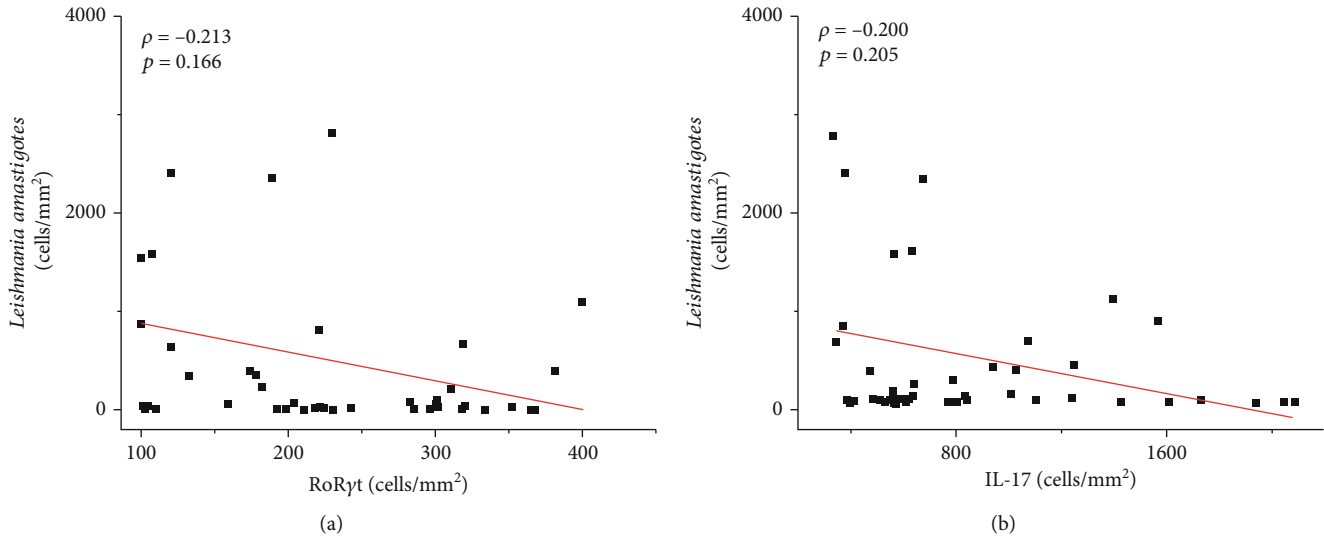 ρ = –0.213
p = 0.166
4000
2000
0
Leishmania amastigotes
(cells/mm²)
100
200
300
400
RoRγt (cells/mm²)
(a)
ρ = –0.200
p = 0.205
4000
2000
0
Leishmania amastigotes
(cells/mm²)
800
1600
IL-17 (cells/mm²)
(b)